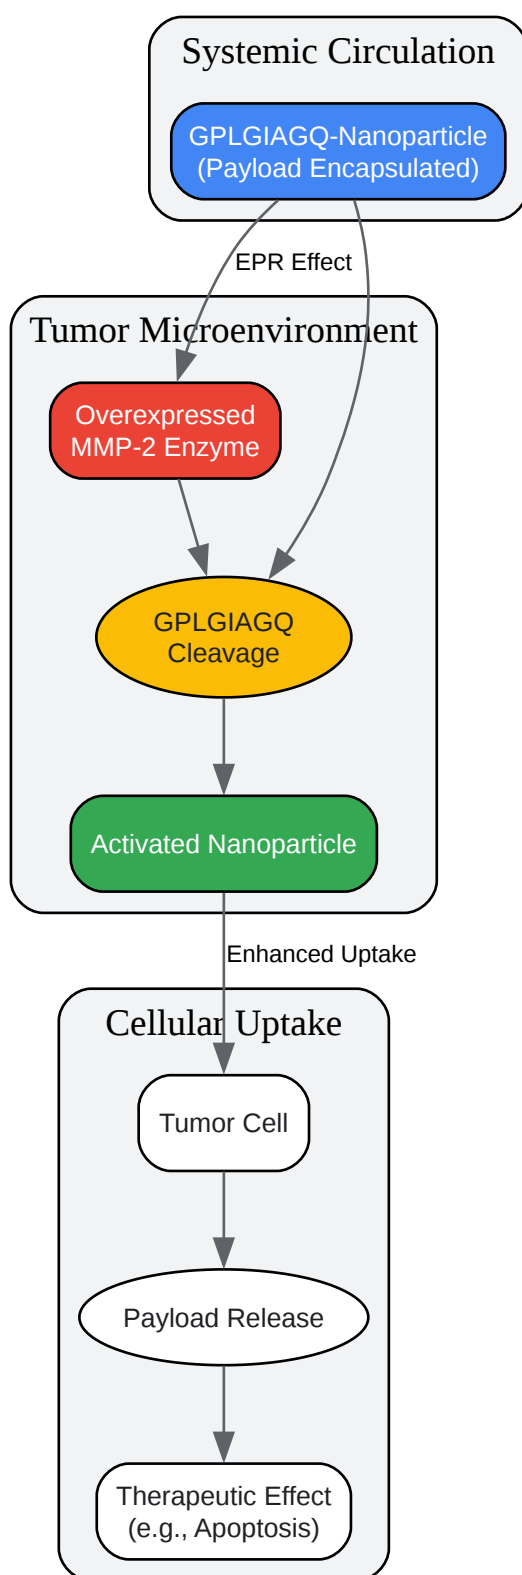 Systemic Circulation
GPLGIAGQ-Nanoparticle
(Payload Encapsulated)
EPR Effect
Tumor Microenvironment
Overexpressed
MMP-2 Enzyme
GPLGIAGQ
Cleavage
Activated Nanoparticle
Enhanced Uptake
Cellular Uptake
Tumor Cell
Payload Release
Therapeutic Effect
(e.g., Apoptosis)